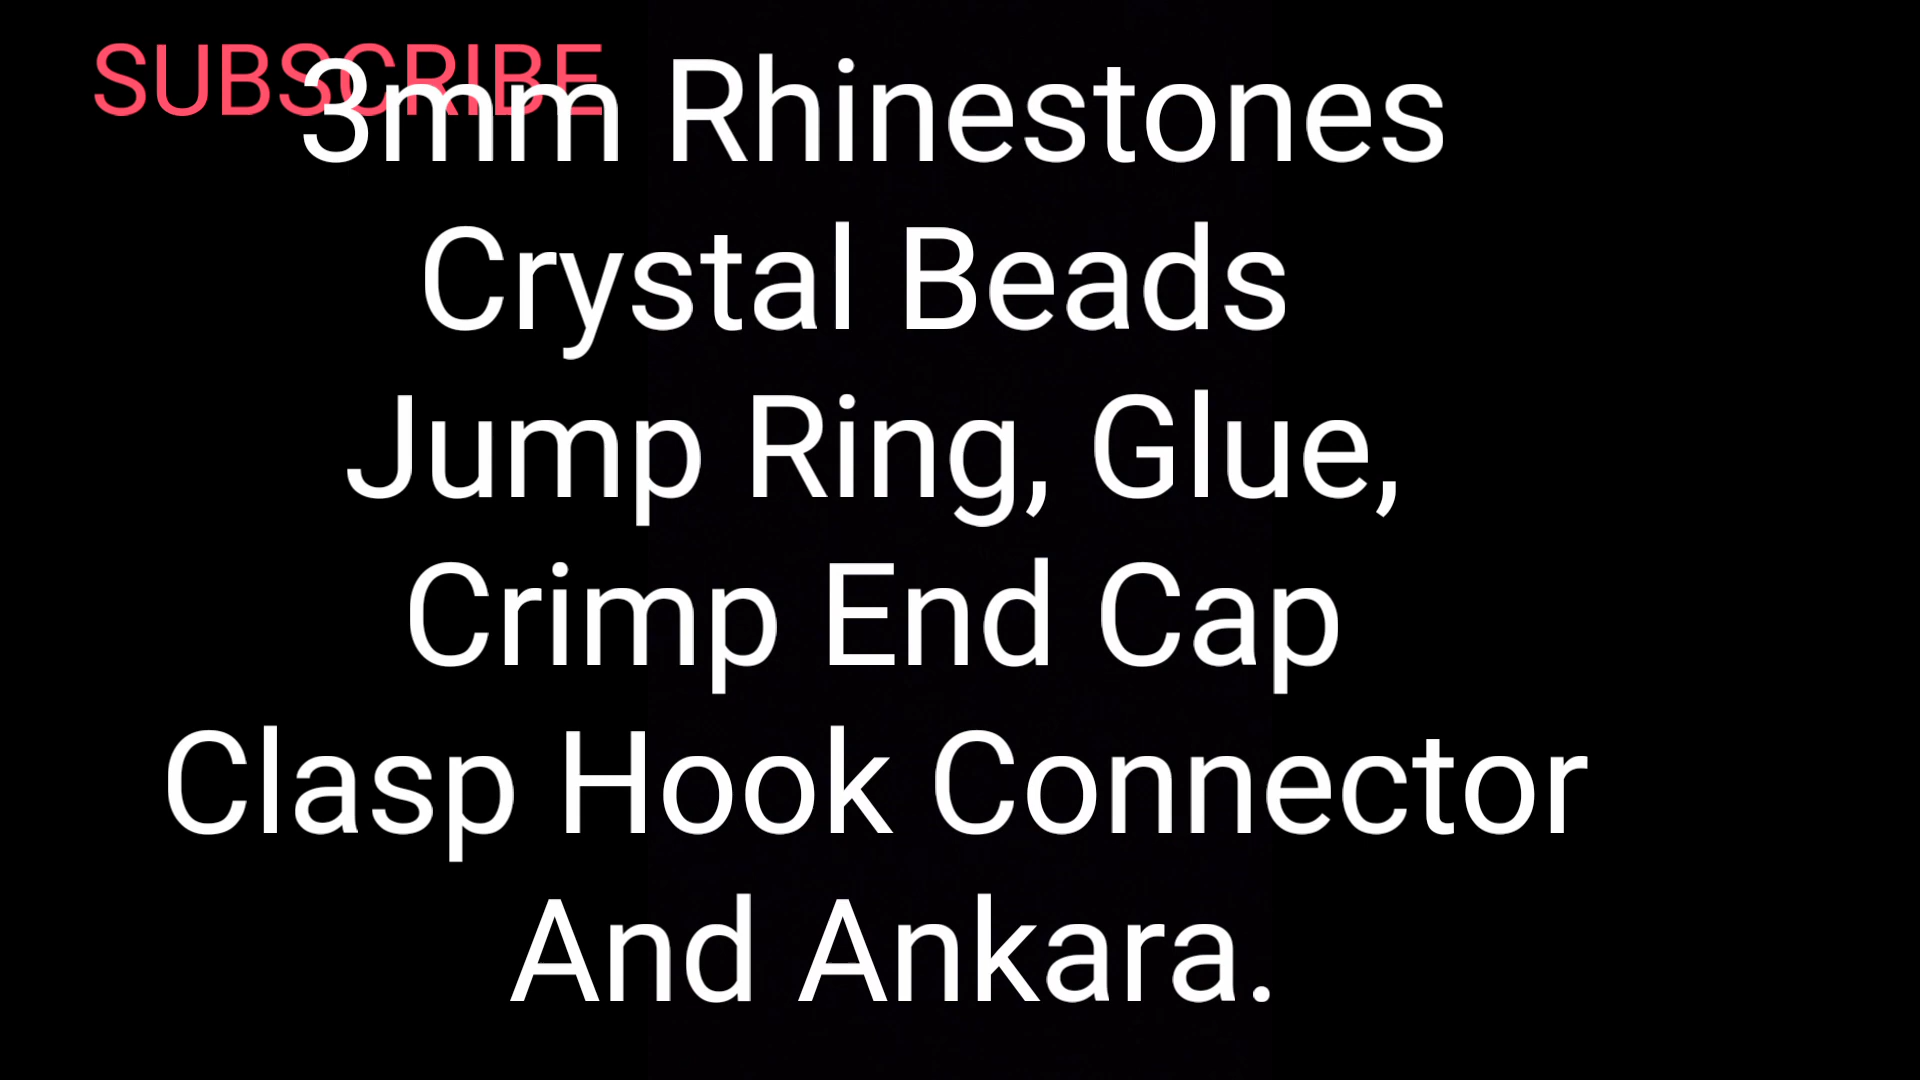 SUBSCRIBE
3mm Rhinestones
Crystal Beads
Jump Ring, Glue,
Crimp End Cap
Clasp Hook Connector
And Ankara.